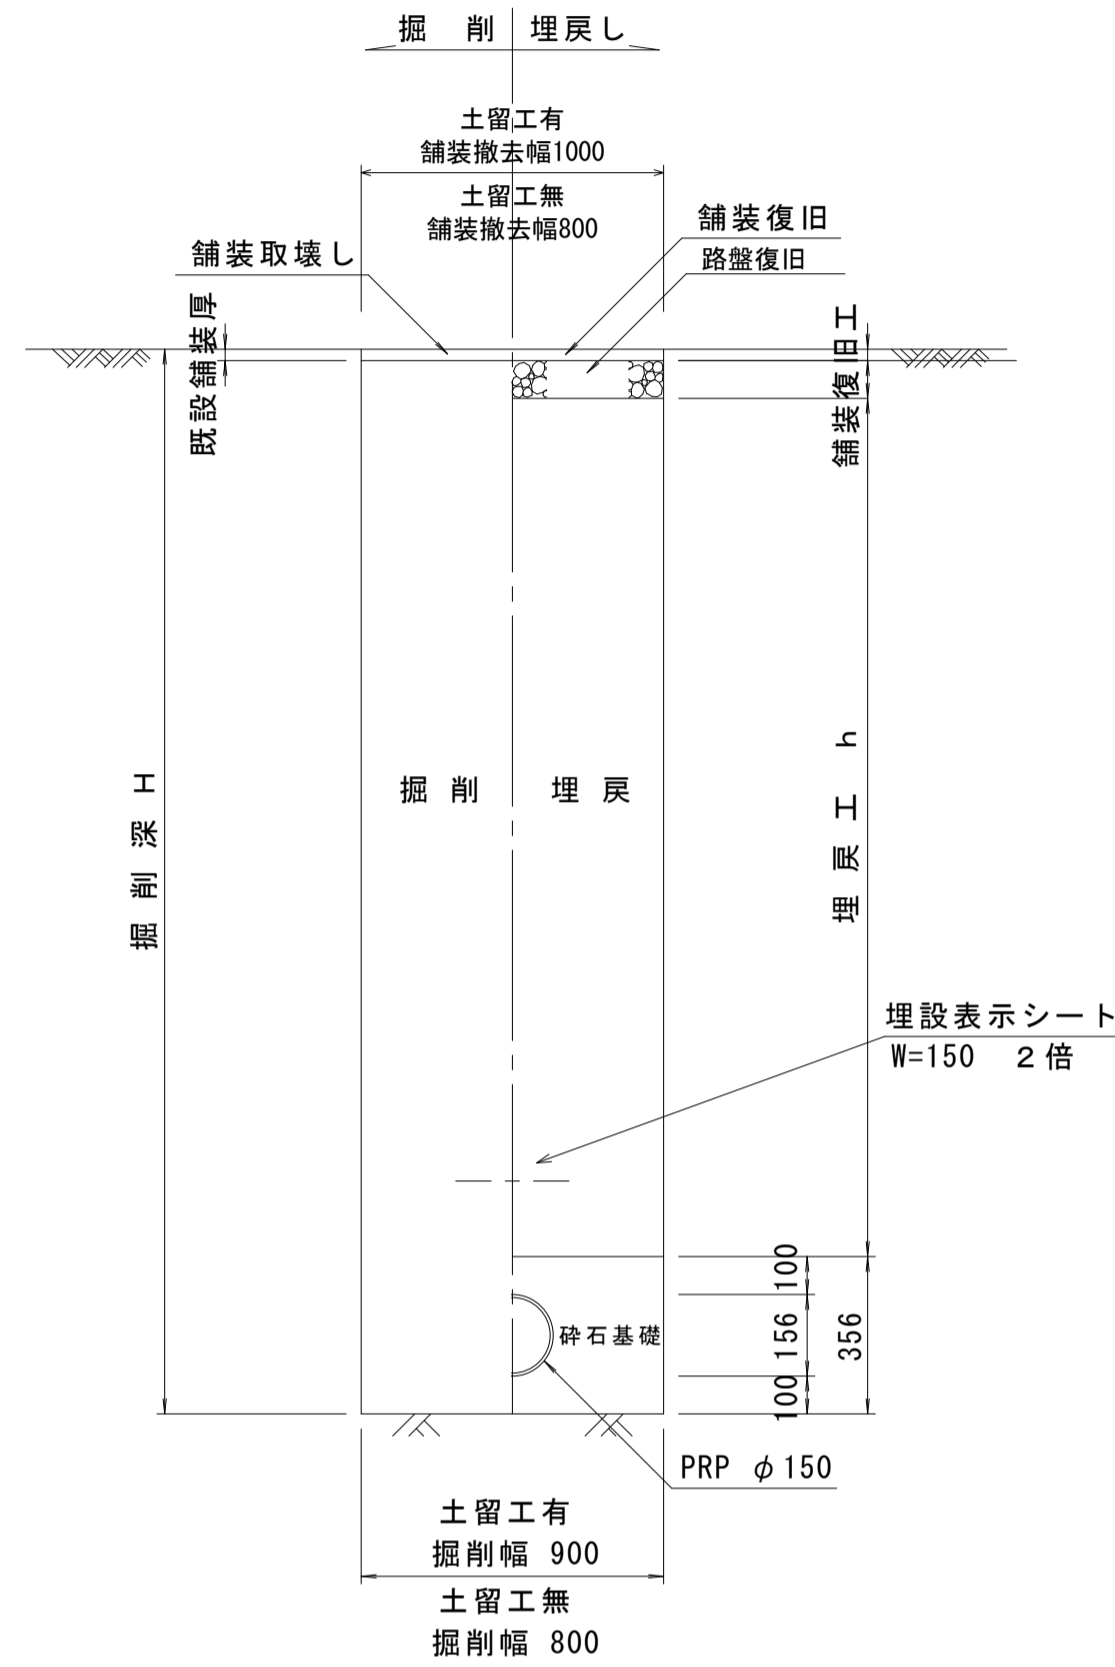 掘 削 埋戻し
土留工有
舗装撤去幅1000
土留工無
舗装撤去幅800
舗装復旧
路盤復旧
舗装取壊し
既設舗装厚
舗装復旧工
掘削深 H
掘削
埋戻
埋戻工 h
埋設表示シート
W=150 2倍
100
156
100
356
砕石基礎
PRP φ150
土留工有
掘削幅 900
土留工無
掘削幅 800